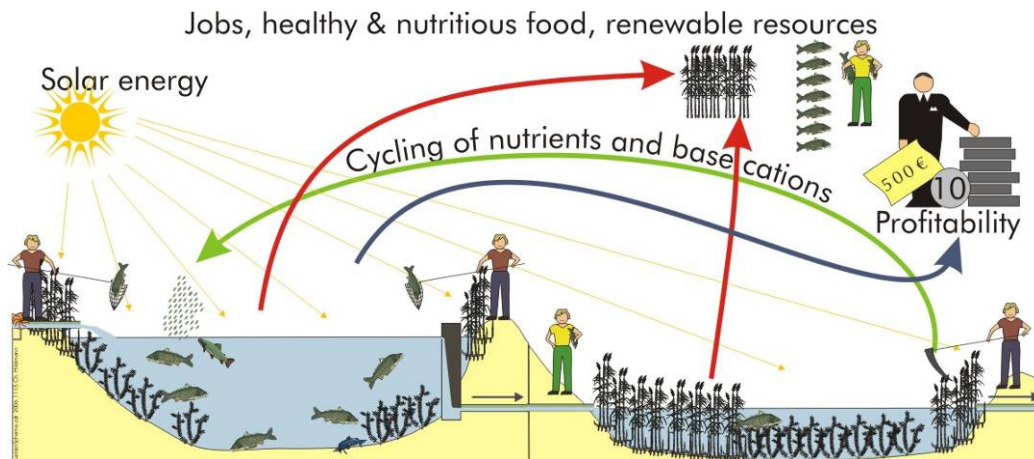 Jobs, healthy & nutritious food, renewable resources
Solar energy
Cycling of nutrients and base cations
500 €
10
Profitability